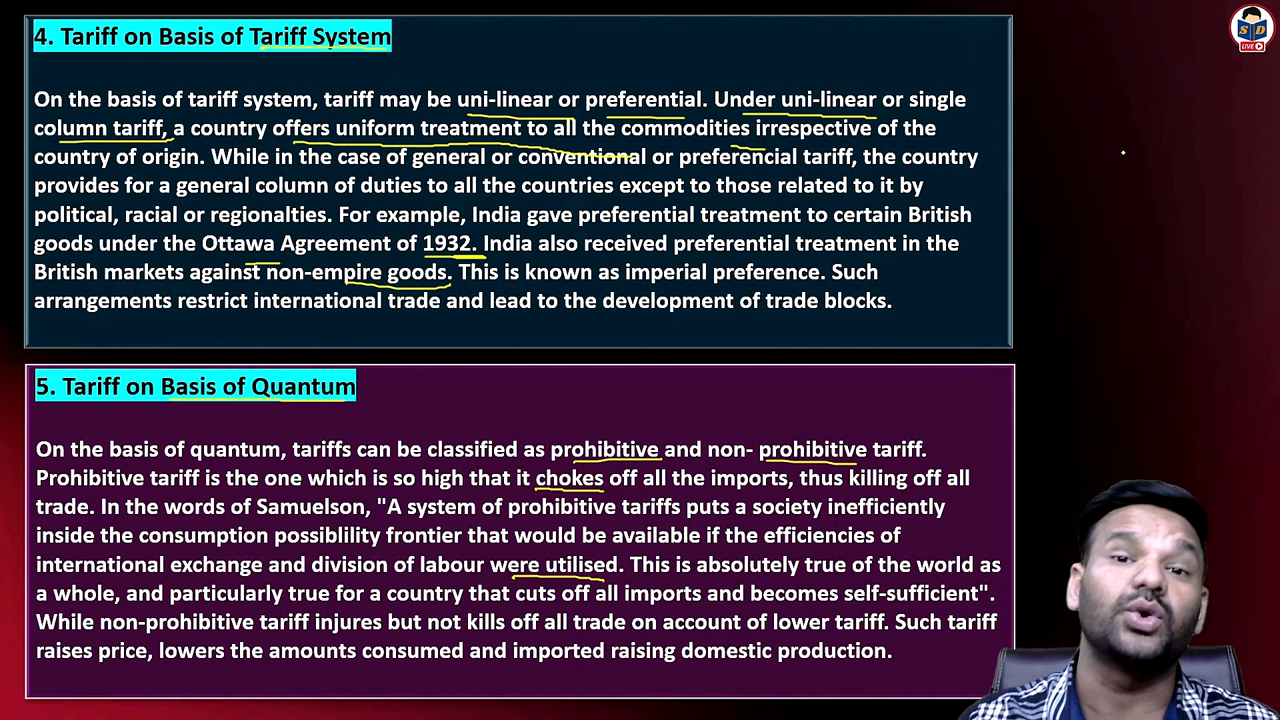 4. Tariff on Basis of Tariff System
S D
LIVE
On the basis of tariff system, tariff may be uni-linear or preferential. Under uni-linear or single
column tariff, a country offers uniform treatment to all the commodities irrespective of the
country of origin. While in the case of general or conventional or preferencial tariff, the country
provides for a general column of duties to all the countries except to those related to it by
political, racial or regionalties. For example, India gave preferential treatment to certain British
goods under the Ottawa Agreement of 1932. India also received preferential treatment in the
British markets against non-empire goods. This is known as imperial preference. Such
arrangements restrict international trade and lead to the development of trade blocks.
5. Tariff on Basis of Quantum
On the basis of quantum, tariffs can be classified as prohibitive and non- prohibitive tariff.
Prohibitive tariff is the one which is so high that it chokes off all the imports, thus killing off all
trade. In the words of Samuelson, "A system of prohibitive tariffs puts a society inefficiently
inside the consumption possiblility frontier that would be available if the efficiencies of
international exchange and division of labour were utilised. This is absolutely true of the world as
a whole, and particularly true for a country that cuts off all imports and becomes self-sufficient".
While non-prohibitive tariff injures but not kills off all trade on account of lower tariff. Such tariff
raises price, lowers the amounts consumed and imported raising domestic production.